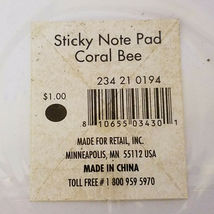 Sticky Note Pad
Coral Bee
234 21 0194
$1.00
8 10655 03430 1
MADE FOR RETAIL, INC.
MINNEAPOLIS, MN 55112 USA
MADE IN CHINA
TOLL FREE # 1 800 959 5970